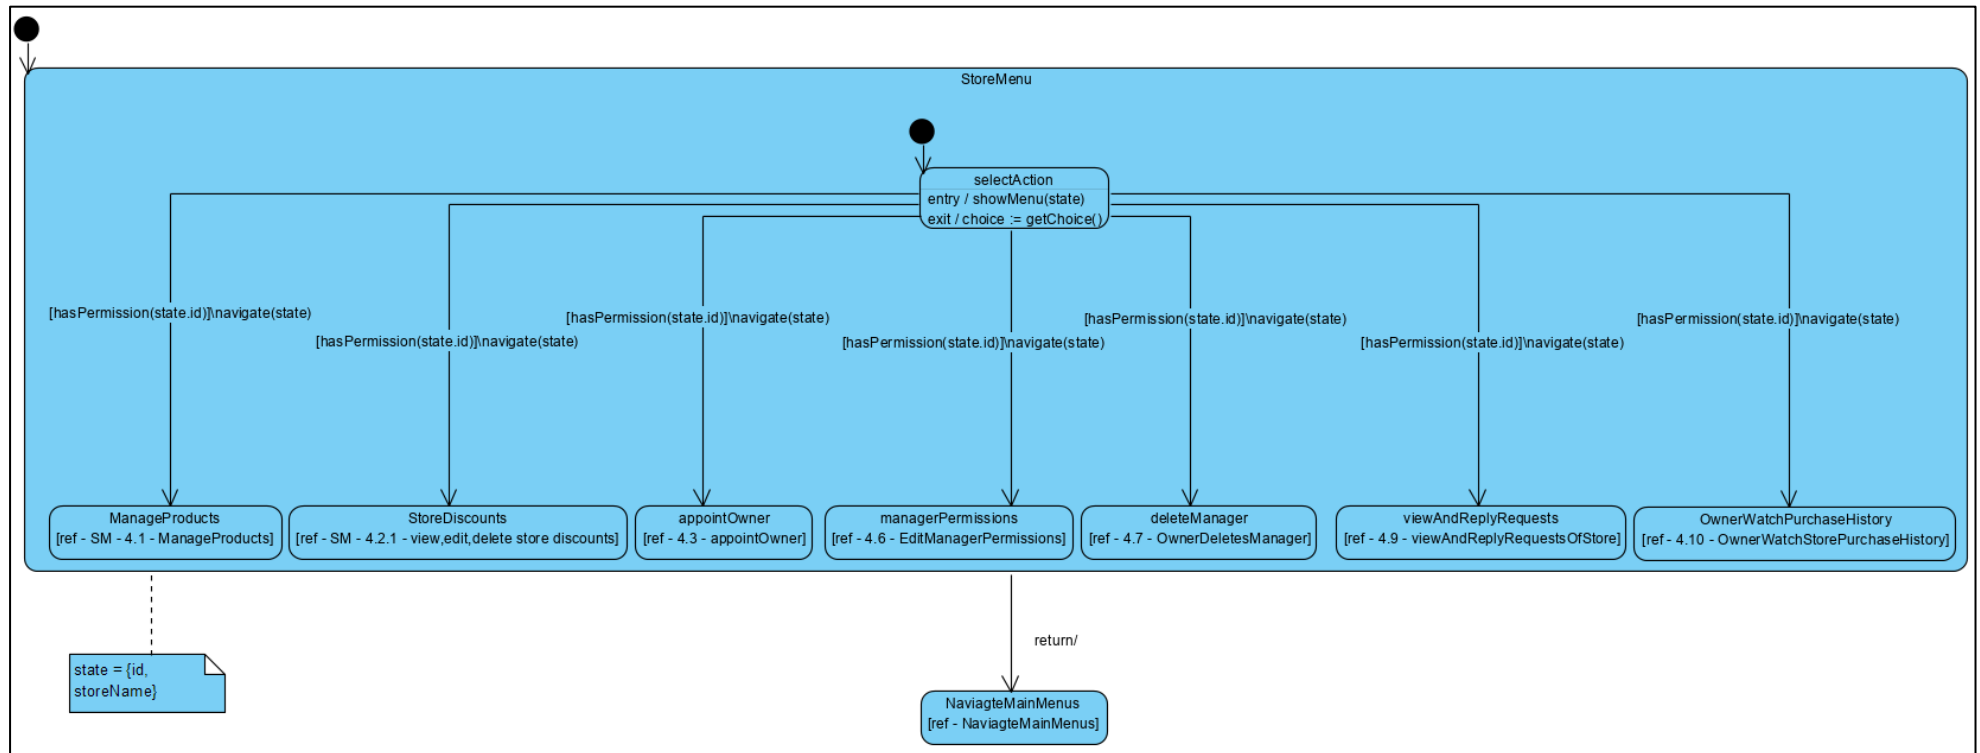 StoreMenu
selectAction
entry / showMenu(state)
exit / choice := getChoice()
[hasPermission(state.id)]\navigate(state)
[hasPermission(state.id)]\navigate(state)
[hasPermission(state.id)]\navigate(state)
[hasPermission(state.id)]\navigate(state)
[hasPermission(state.id)]\navigate(state)
[hasPermission(state.id)]\navigate(state)
[hasPermission(state.id)]\navigate(state)
ManageProducts
[ref - SM - 4.1 - ManageProducts]
StoreDiscounts
[ref - SM - 4.2.1 - view,edit,delete store discounts]
appointOwner
[ref - 4.3 - appointOwner]
managerPermissions
[ref - 4.6 - EditManagerPermissions]
deleteManager
[ref - 4.7 - OwnerDeletesManager]
viewAndReplyRequests
[ref - 4.9 - viewAndReplyRequestsOfStore]
OwnerWatchPurchaseHistory
[ref - 4.10 - OwnerWatchStorePurchaseHistory]
return/
state = {id,
storeName}
NaviagteMainMenus
[ref - NaviagteMainMenus]